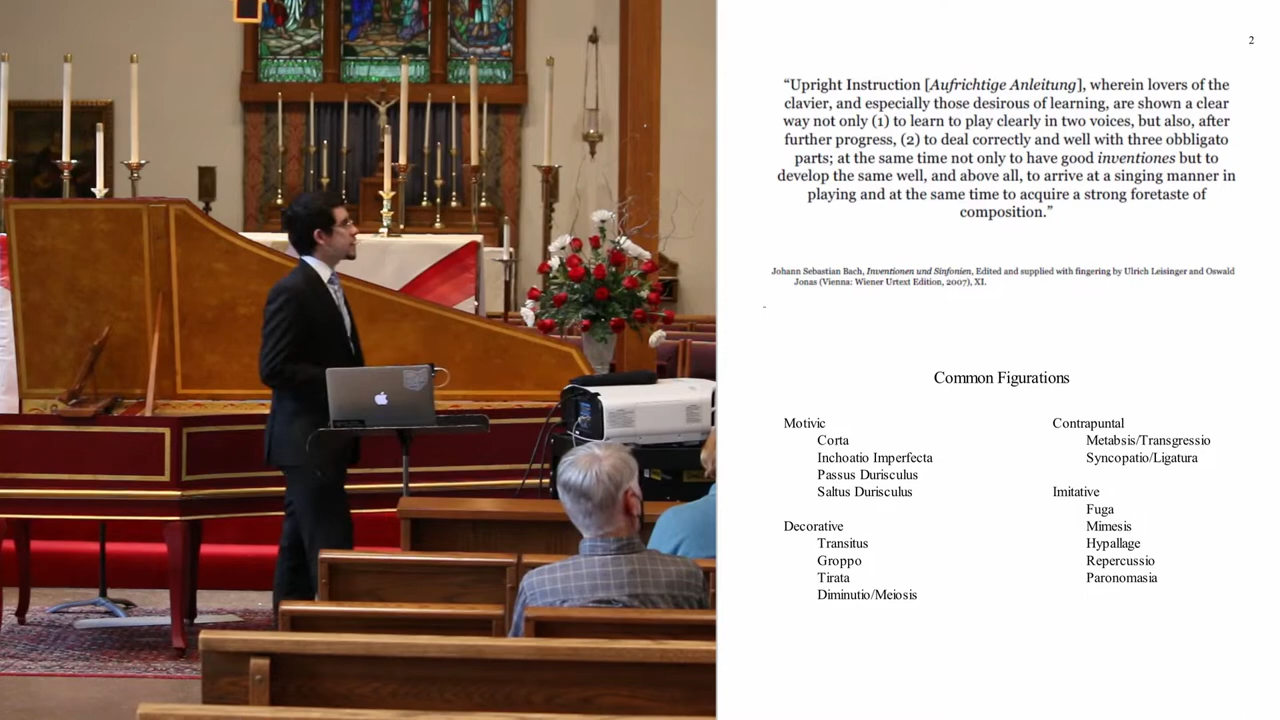 2
“Upright Instruction [Aufrichtige Anleitung], wherein lovers of the
clavier, and especially those desirous of learning, are shown a clear
way not only (1) to learn to play clearly in two voices, but also, after
further progress, (2) to deal correctly and well with three obbligato
parts; at the same time not only to have good inventiones but to
develop the same well, and above all, to arrive at a singing manner in
playing and at the same time to acquire a strong foretaste of
composition.”
Johann Sebastian Bach, Inventionen und Sinfonien, Edited and supplied with fingering by Ulrich Leisinger and Oswald
Jonas (Vienna: Wiener Urtext Edition, 2007), XI.
Common Figurations
Motivic
Corta
Inchoatio Imperfecta
Passus Durisculus
Saltus Durisculus
Decorative
Transitus
Groppo
Tirata
Diminutio/Meiosis
Contrapuntal
Metabsis/Transgressio
Syncopatio/Ligatura
Imitative
Fuga
Mimesis
Hypallage
Repercussio
Paronomasia